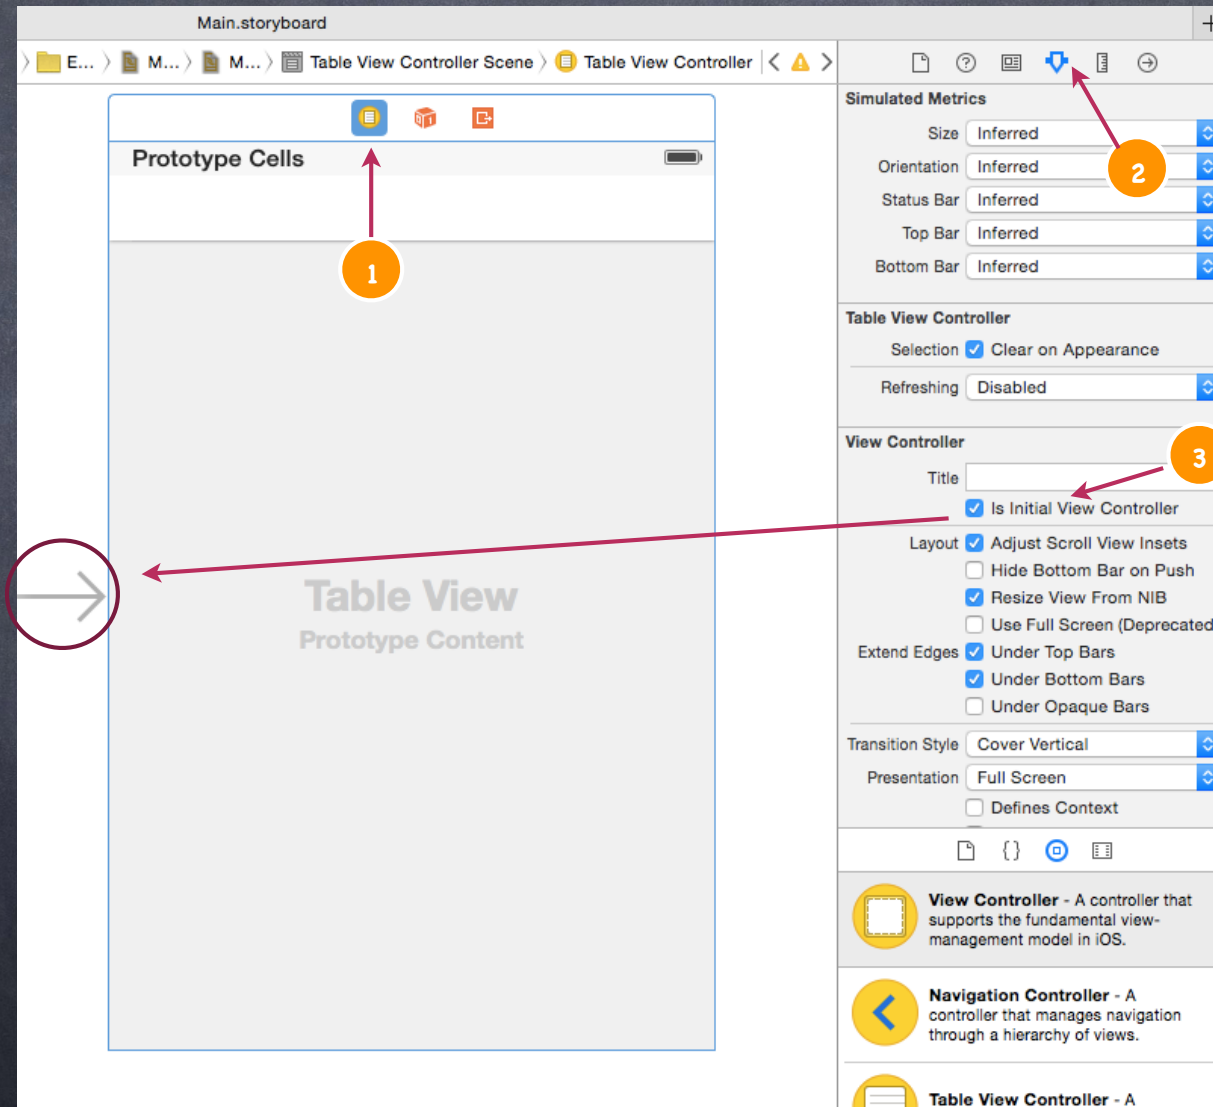 Main.storyboard
E... M... M... Table View Controller Scene Table View Controller
Prototype Cells
1
Table View
Prototype Content
2
Simulated Metrics
Size Inferred
Orientation Inferred
Status Bar Inferred
Top Bar Inferred
Bottom Bar Inferred
Table View Controller
Selection Clear on Appearance
Refreshing Disabled
View Controller
3
Title
Is Initial View Controller
Layout Adjust Scroll View Insets
Hide Bottom Bar on Push
Resize View From NIB
Use Full Screen (Deprecated
Extend Edges Under Top Bars
Under Bottom Bars
Under Opaque Bars
Transition Style Cover Vertical
Presentation Full Screen
Defines Context
{}
View Controller - A controller that
supports the fundamental view-
management model in iOS.
Navigation Controller - A
controller that manages navigation
through a hierarchy of views.
Table View Controller - A